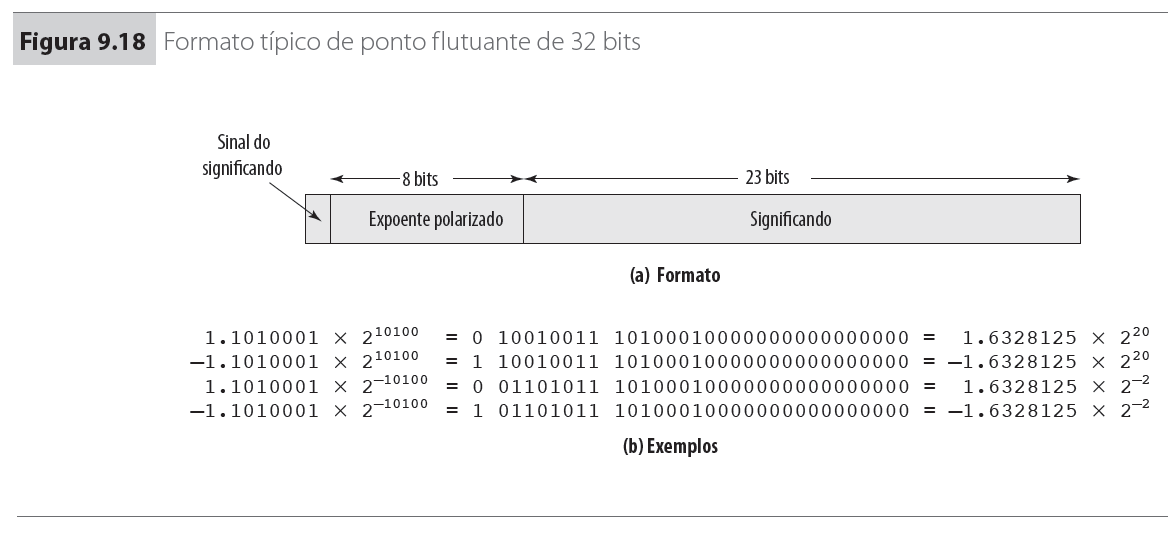 Figura 9.18 Formato típico de ponto flutuante de 32 bits
Sinal do
significando
8 bits
23 bits
Expoente polarizado
Significando
(a) Formato
1.1010001 × 2^10100 = 0 10010011 10100010000000000000000 = 1.6328125 × 2^20
−1.1010001 × 2^10100 = 1 10010011 10100010000000000000000 = −1.6328125 × 2^20
1.1010001 × 2^−10100 = 0 01101011 10100010000000000000000 = 1.6328125 × 2^−2
−1.1010001 × 2^−10100 = 1 01101011 10100010000000000000000 = −1.6328125 × 2^−2
(b) Exemplos